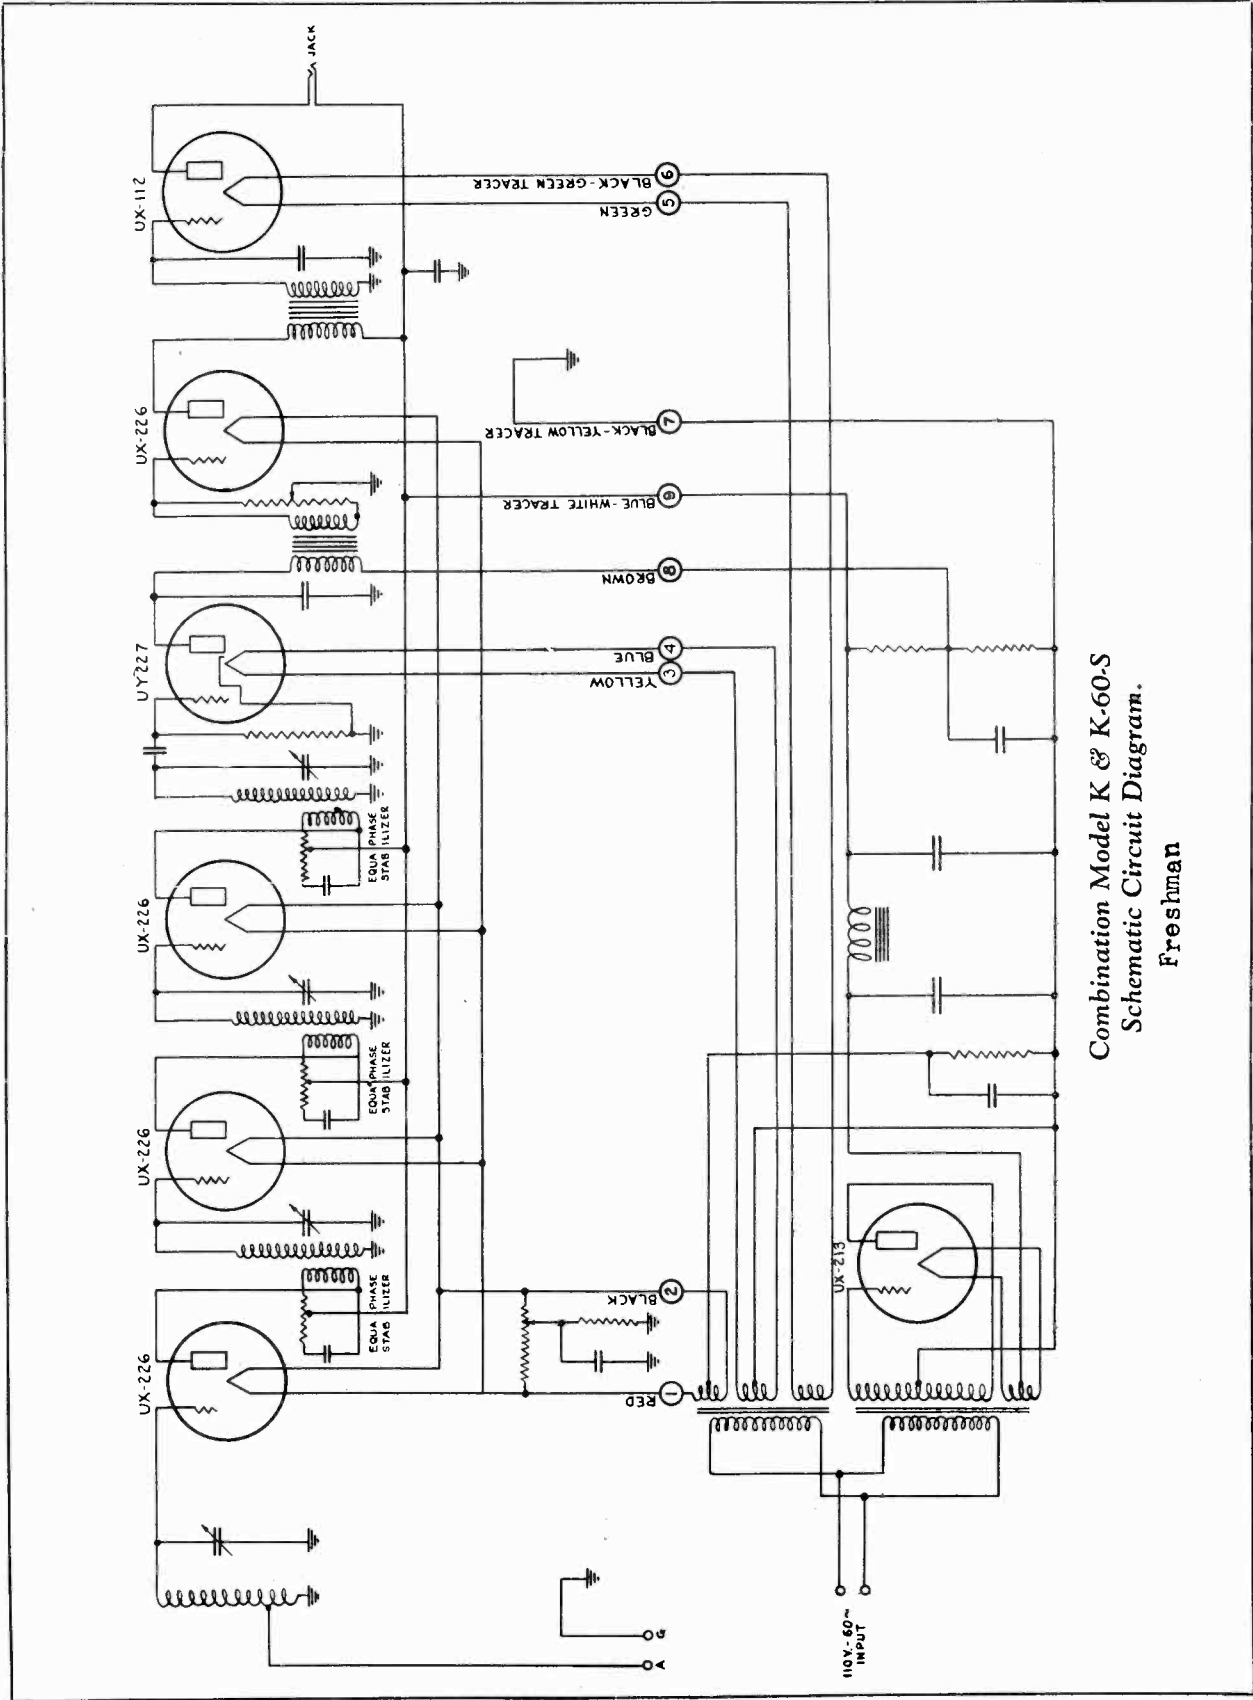 JACK
UX-112
UX-226
UY227
UX-226
UX-226
UX-226
EQUA PHASE
STABILIZER
EQUA PHASE
STABILIZER
EQUA PHASE
STABILIZER
BLACK-GREEN TRACER
6
GREEN
5
BLACK-YELLOW TRACER
7
BLUE-WHITE TRACER
9
BROWN
8
BLUE
4
YELLOW
3
BLACK
2
RED
1
UX-213
A
G
110V.-60~
INPUT
Combination Model K & K-60-S
Schematic Circuit Diagram.
Freshman